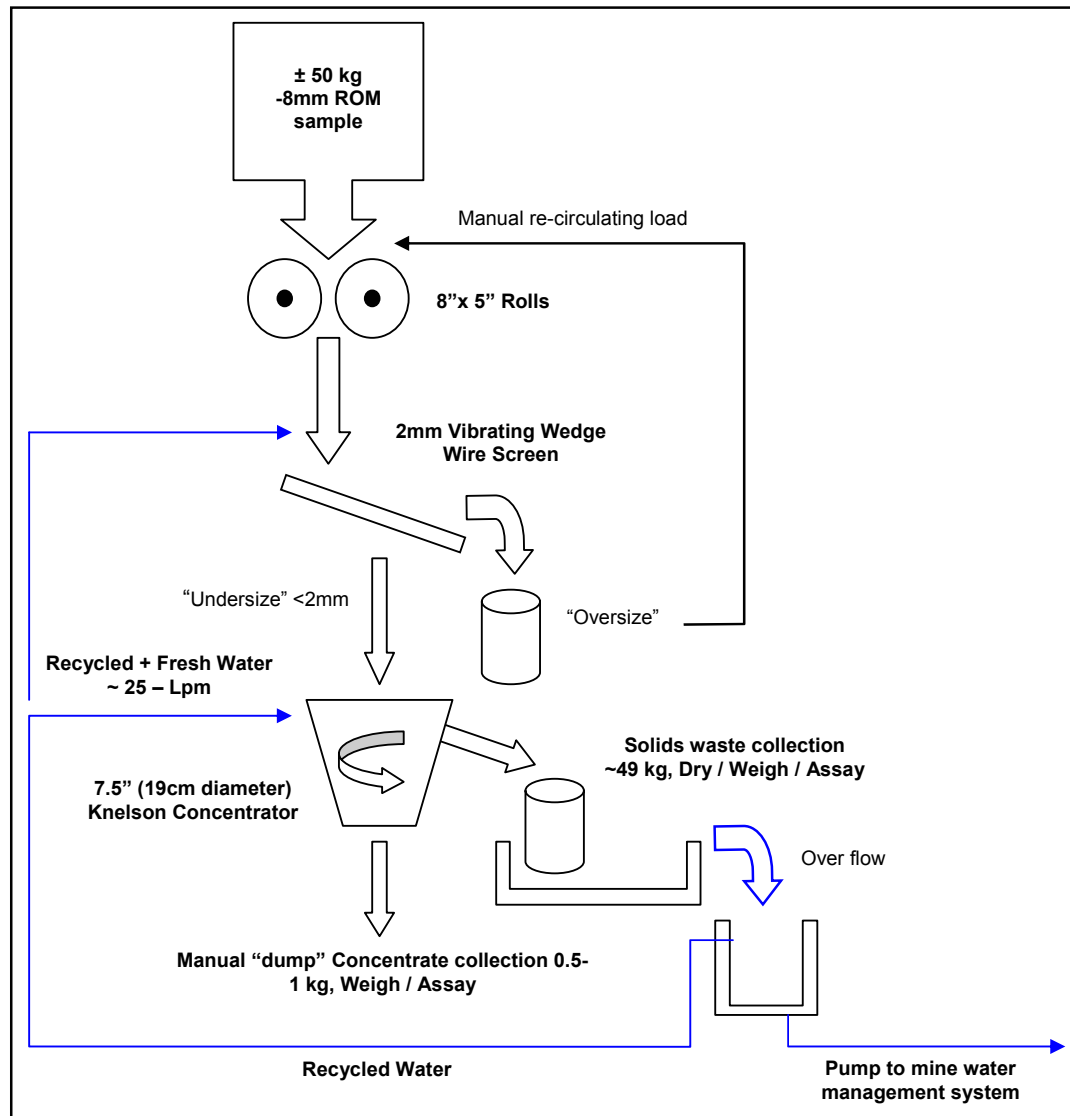 ± 50 kg
-8mm ROM
sample
Manual re-circulating load
8”x 5” Rolls
2mm Vibrating Wedge
Wire Screen
“Undersize” <2mm
“Oversize”
Recycled + Fresh Water
~ 25 – Lpm
Solids waste collection
~49 kg, Dry / Weigh / Assay
7.5” (19cm diameter)
Knelson Concentrator
Over flow
Manual “dump” Concentrate collection 0.5-
1 kg, Weigh / Assay
Recycled Water
Pump to mine water
management system